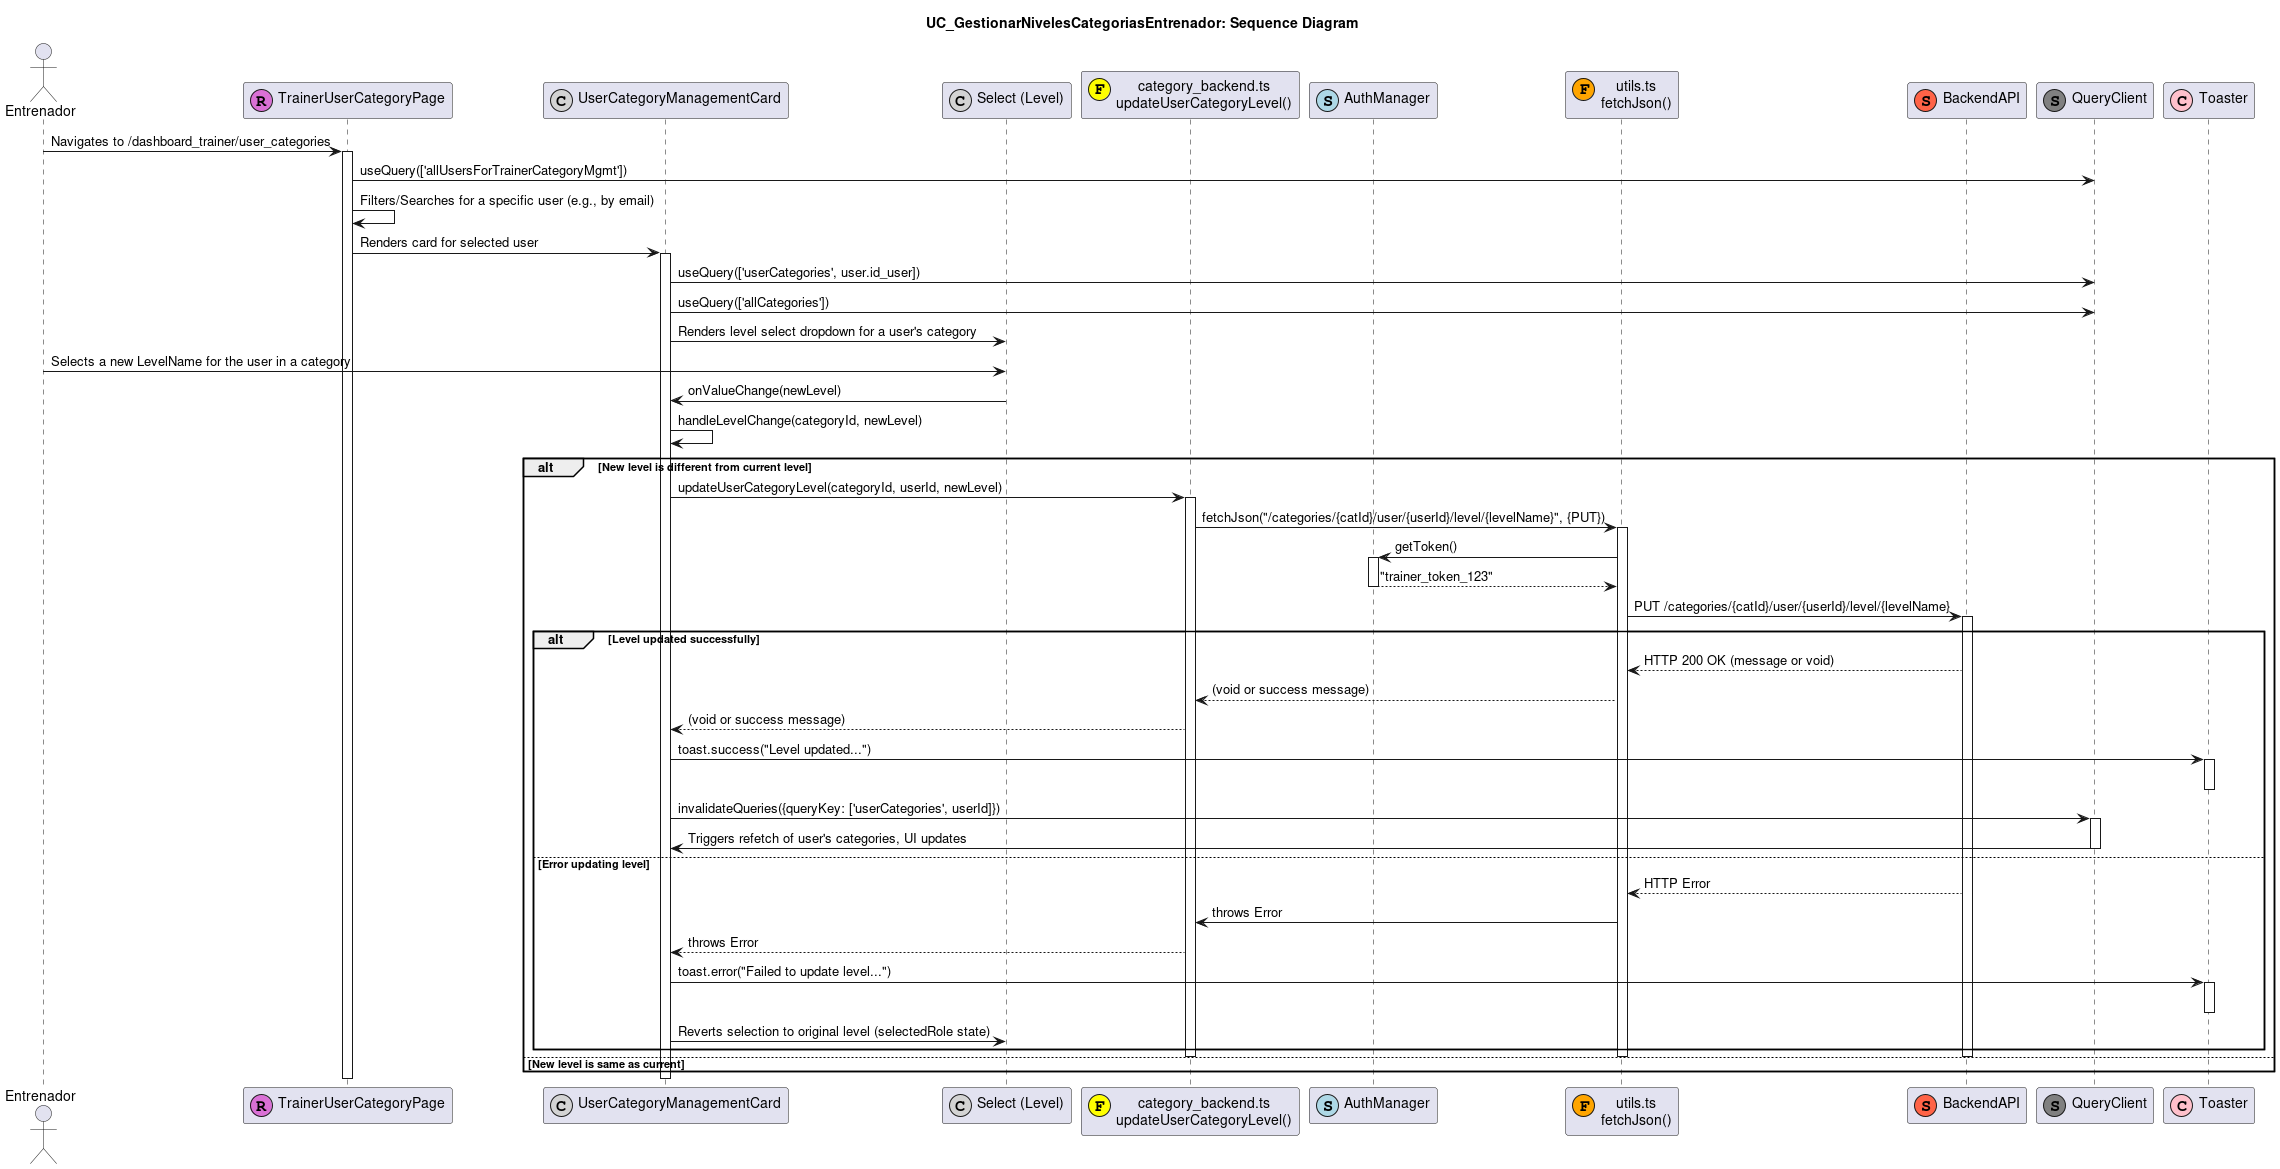 UC_GestionarNivelesCategoriasEntrenador: Sequence Diagram
Entrenador
R TrainerUserCategoryPage
C UserCategoryManagementCard
C Select (Level)
F category_backend.ts
updateUserCategoryLevel()
S AuthManager
F utils.ts
fetchJson()
S BackendAPI
S QueryClient
C Toaster
Navigates to /dashboard_trainer/user_categories
useQuery(['allUsersForTrainerCategoryMgmt'])
Filters/Searches for a specific user (e.g., by email)
Renders card for selected user
useQuery(['userCategories', user.id_user])
useQuery(['allCategories'])
Renders level select dropdown for a user's category
Selects a new LevelName for the user in a category
onValueChange(newLevel)
handleLevelChange(categoryId, newLevel)
alt [New level is different from current level]
updateUserCategoryLevel(categoryId, userId, newLevel)
fetchJson("/categories/{catId}/user/{userId}/level/{levelName}", {PUT})
getToken()
"trainer_token_123"
PUT /categories/{catId}/user/{userId}/level/{levelName}
alt [Level updated successfully]
HTTP 200 OK (message or void)
(void or success message)
(void or success message)
toast.success("Level updated...")
invalidateQueries({queryKey: ['userCategories', userId]})
Triggers refetch of user's categories, UI updates
[Error updating level]
HTTP Error
throws Error
throws Error
toast.error("Failed to update level...")
Reverts selection to original level (selectedRole state)
[New level is same as current]
Entrenador
R TrainerUserCategoryPage
C UserCategoryManagementCard
C Select (Level)
F category_backend.ts
updateUserCategoryLevel()
S AuthManager
F utils.ts
fetchJson()
S BackendAPI
S QueryClient
C Toaster